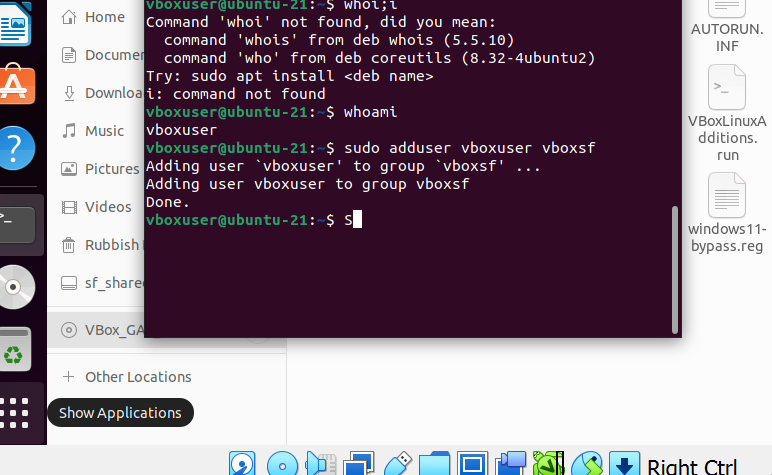 Home
Documen
Downloa
Music
Pictures
Videos
Rubbish
sf_share
VBox_GA
Other Locations
Show Applications
vboxuser@ubuntu-21:~$ whoi;i
Command 'whoi' not found, did you mean:
command 'whois' from deb whois (5.5.10)
command 'who' from deb coreutils (8.32-4ubuntu2)
Try: sudo apt install <deb name>
i: command not found
vboxuser@ubuntu-21:~$ whoami
vboxuser
vboxuser@ubuntu-21:~$ sudo adduser vboxuser vboxsf
Adding user `vboxuser' to group `vboxsf' ...
Adding user vboxuser to group vboxsf
Done.
vboxuser@ubuntu-21:~$ S
AUTORUN.
INF
VBoxLinuxA
dditions.
run
windows11-
bypass.reg
Right Ctrl